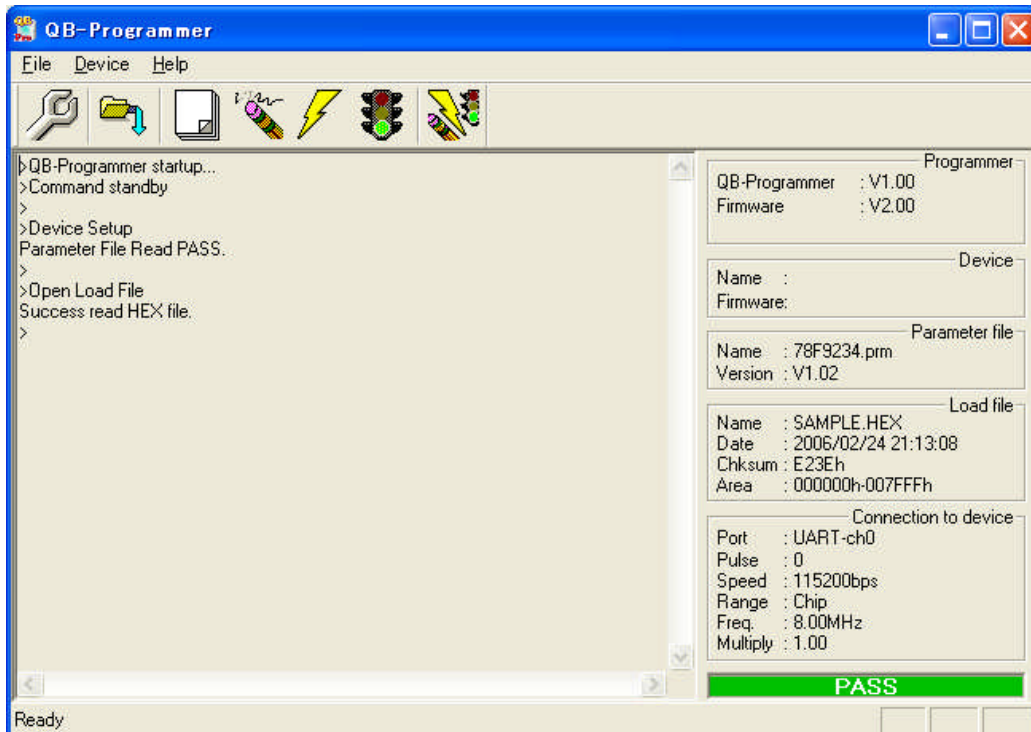 QB-Programmer
File Device Help
>QB-Programmer startup...
>Command standby
>
>Device Setup
Parameter File Read PASS.
>
>Open Load File
Success read HEX file.
>
Programmer
QB-Programmer : V1.00
Firmware : V2.00
Device
Name :
Firmware:
Parameter file
Name : 78F9234.prm
Version : V1.02
Load file
Name : SAMPLE.HEX
Date : 2006/02/24 21:13:08
Chksum : E23Eh
Area : 000000h-007FFFh
Connection to device
Port : UART-ch0
Pulse : 0
Speed : 115200bps
Range : Chip
Freq. : 8.00MHz
Multiply : 1.00
PASS
Ready